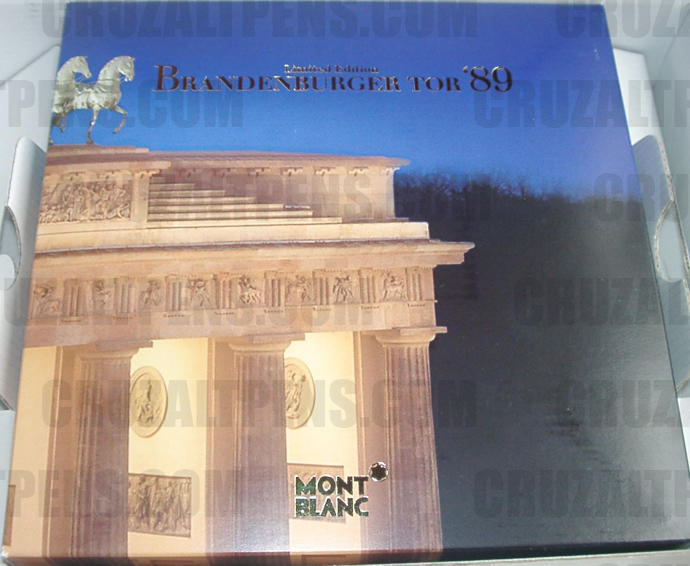 Limited Edition
BRANDENBURGER TOR '89
MONT
BLANC
CRUZALTPENS.COM